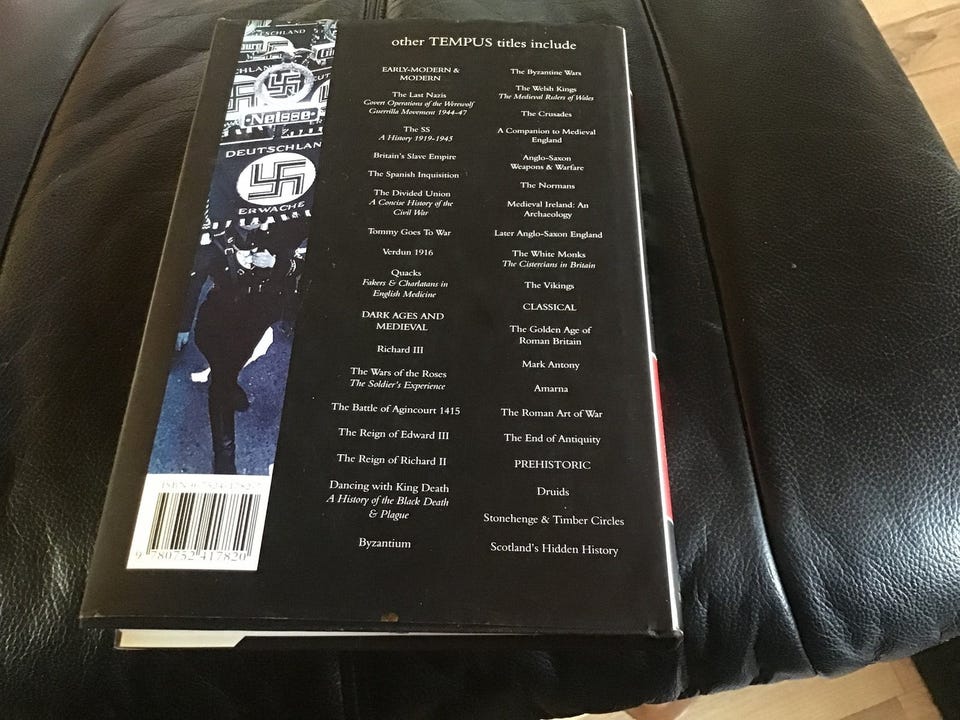 other TEMPUS titles include
EARLY-MODERN &
MODERN
The Last Nazis
Covert Operations of the Werewolf
Guerrilla Movement 1944-47
The SS
A History 1919-1945
Britain's Slave Empire
The Spanish Inquisition
The Divided Union
A Concise History of the
Civil War
Tommy Goes To War
Verdun 1916
Quacks
Fakers & Charlatans in
English Medicine
DARK AGES AND
MEDIEVAL
Richard III
The Wars of the Roses
The Soldier's Experience
The Battle of Agincourt 1415
The Reign of Edward III
The Reign of Richard II
Dancing with King Death
A History of the Black Death
& Plague
Byzantium
The Byzantine Wars
The Welsh Kings
The Medieval Rulers of Wales
The Crusades
A Companion to Medieval
England
Anglo-Saxon
Weapons & Warfare
The Normans
Medieval Ireland: An
Archaeology
Later Anglo-Saxon England
The White Monks
The Cistercians in Britain
The Vikings
CLASSICAL
The Golden Age of
Roman Britain
Mark Antony
Amarna
The Roman Art of War
The End of Antiquity
PREHISTORIC
Druids
Stonehenge & Timber Circles
Scotland's Hidden History
Neisse
DEUTSCHLAN
ERWACHE
9 780752 417820